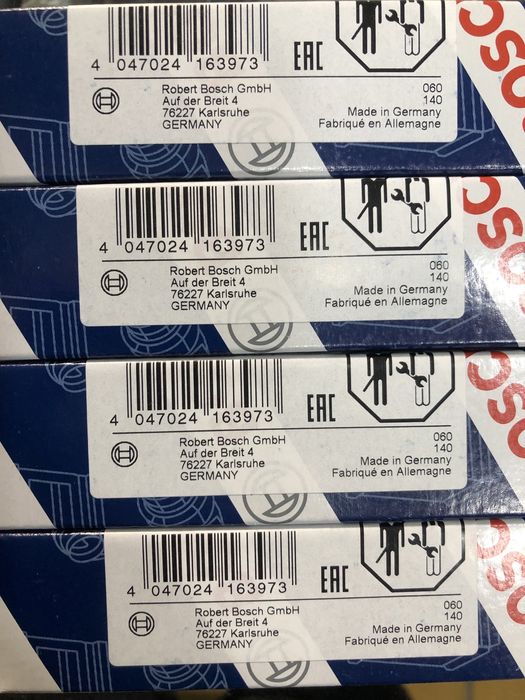 4 047024 163973
EAC
Robert Bosch GmbH
Auf der Breit 4
76227 Karlsruhe
GERMANY
060
140
Made in Germany
Fabriqué en Allemagne
4 047024 163973
EAC
Robert Bosch GmbH
Auf der Breit 4
76227 Karlsruhe
GERMANY
060
140
Made in Germany
Fabriqué en Allemagne
4 047024 163973
EAC
Robert Bosch GmbH
Auf der Breit 4
76227 Karlsruhe
GERMANY
060
140
Made in Germany
Fabriqué en Allemagne
4 047024 163973
EAC
Robert Bosch GmbH
Auf der Breit 4
76227 Karlsruhe
GERMANY
060
140
Made in Germany
Fabriqué en Allemagne